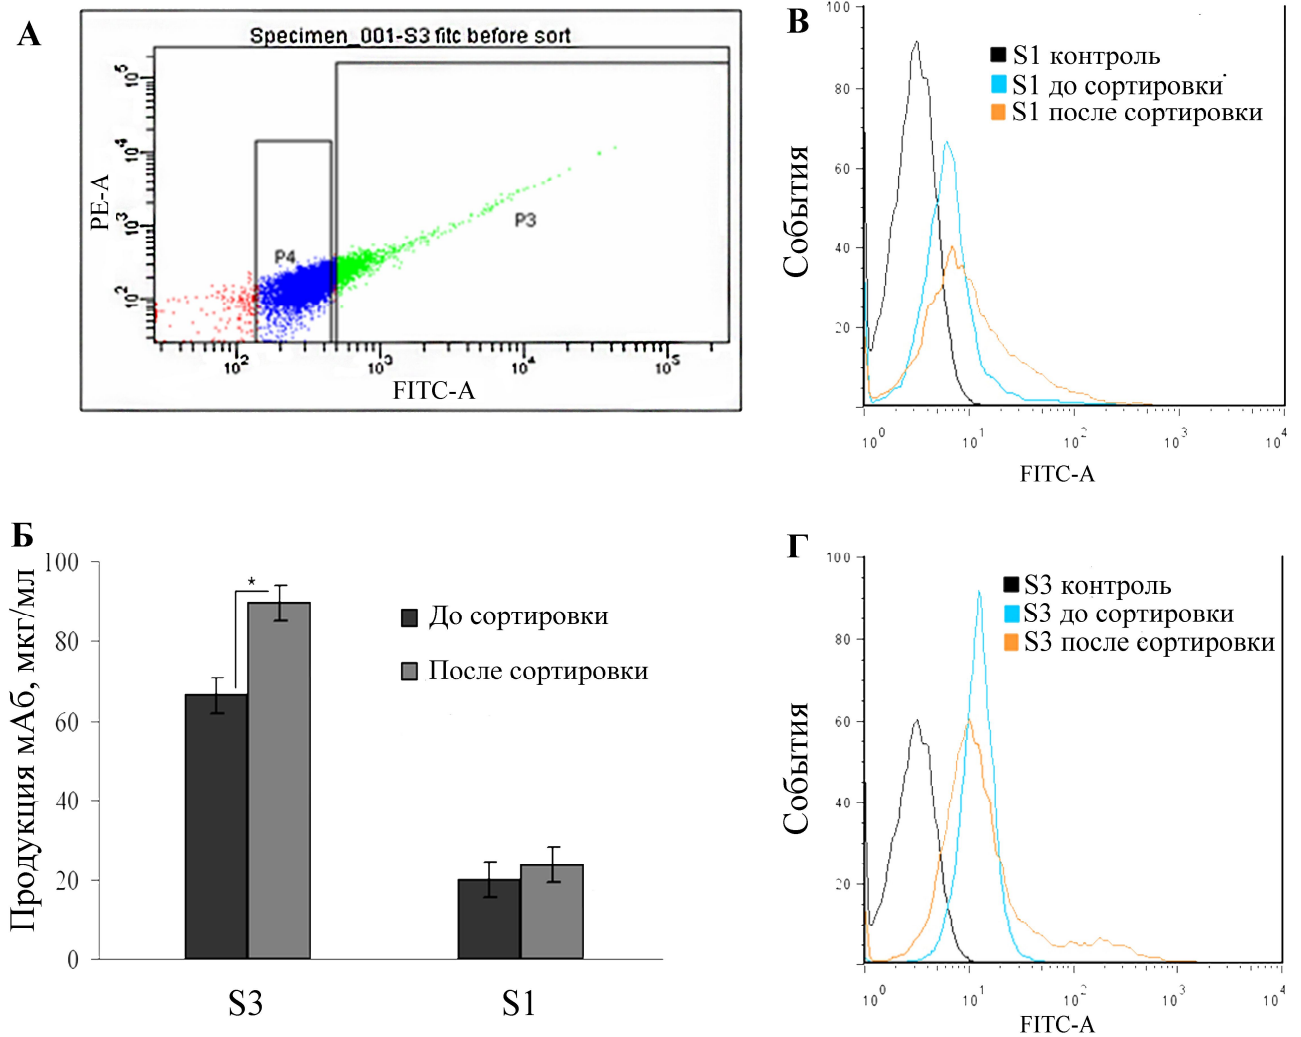 А
Specimen_001-S3 fitc before sort
PE-A
10^5
10^4
10^3
10^2
P4
P3
10^2 10^3 10^4 10^5
FITC-A
В
События
100
80
60
40
20
S1 контроль
S1 до сортировки
S1 после сортировки
10^0 10^1 10^2 10^3 10^4
FITC-A
Б
Продукция мАб, мкг/мл
100
80
60
40
20
0
*
До сортировки
После сортировки
S3 S1
Г
События
100
80
60
40
20
S3 контроль
S3 до сортировки
S3 после сортировки
10^0 10^1 10^2 10^3 10^4
FITC-A